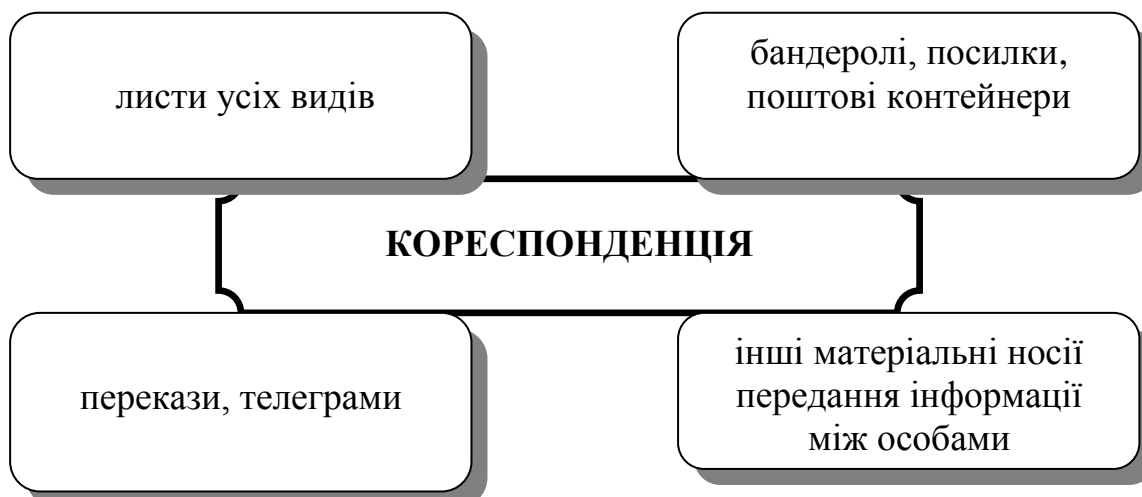 листи усіх видів
бандеролі, посилки,
поштові контейнери
КОРЕСПОНДЕНЦІЯ
перекази, телеграми
інші матеріальні носії
передання інформації
між особами